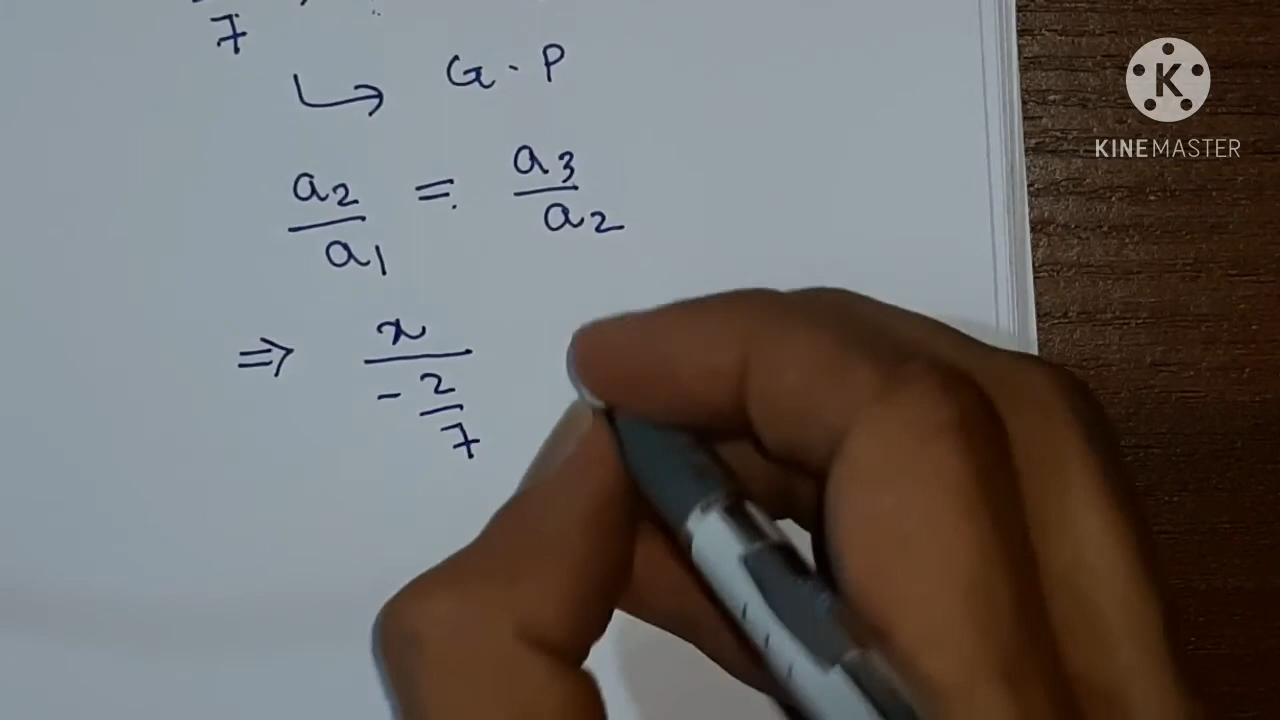 7
↳ G.P
a₂/a₁ = a₃/a₂
⇒ x/(-2/7)
K
KINEMASTER